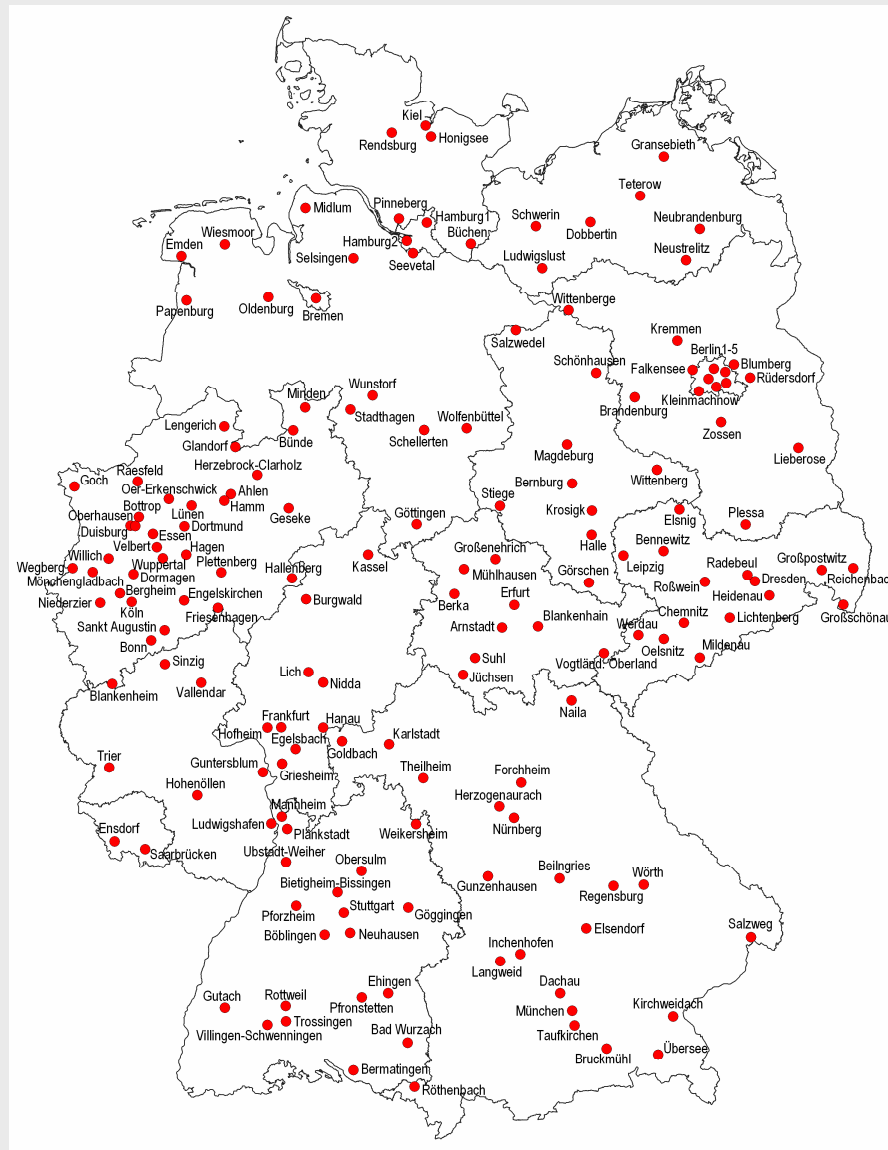 Kiel
Rendsburg
Honigsee
Gransebieth
Teterow
Midlum
Pinneberg
Hamburg1
Schwerin
Neubrandenburg
Wiesmoor
Büchen
Dobbertin
Emden
Hamburg2
Selsingen
Seevetal
Ludwigslust
Neustrelitz
Papenburg
Oldenburg
Bremen
Wittenberge
Salzwedel
Kremmen
Berlin1-5
Schönhausen
Falkensee
Blumberg
Rüdersdorf
Kleinmachnow
Brandenburg
Minden
Wunstorf
Stadthagen
Wolfenbüttel
Lengerich
Glandorf
Bünde
Schellerten
Zossen
Magdeburg
Lieberose
Herzebrock-Clarholz
Raesfeld
Goch
Oer-Erkenschwick
Ahlen
Hamm
Wittenberg
Bernburg
Stiege
Bottrop
Lünen
Geseke
Göttingen
Krosigk
Elsnig
Plessa
Oberhausen
Duisburg
Essen
Dortmund
Velbert
Hagen
Halle
Bennewitz
Willich
Wuppertal
Plettenberg
Kassel
Großenehrich
Leipzig
Radebeul
Großpostwitz
Wegberg
Mönchengladbach
Dormagen
Hallenberg
Mühlhausen
Görschen
Roßwein
Dresden
Reichenbach
Bergheim
Engelskirchen
Burgwald
Berka
Erfurt
Heidenau
Niederzier
Köln
Friesenhagen
Chemnitz
Lichtenberg
Großschönau
Sankt Augustin
Arnstadt
Blankenhain
Werdau
Oelsnitz
Mildenau
Bonn
Sinzig
Suhl
Vogtländ. Oberland
Lich
Nidda
Jüchsen
Blankenheim
Vallendar
Naila
Frankfurt
Hanau
Hofheim
Egelsbach
Goldbach
Karlstadt
Trier
Guntersblum
Griesheim
Theilheim
Forchheim
Hohenöllen
Herzogenaurach
Mannheim
Ludwigshafen
Plankstadt
Weikersheim
Nürnberg
Ensdorf
Saarbrücken
Ubstadt-Weiher
Obersulm
Beilngries
Wörth
Bietigheim-Bissingen
Gunzenhausen
Regensburg
Pforzheim
Stuttgart
Göggingen
Salzweg
Böblingen
Neuhausen
Elsendorf
Inchenhofen
Langweid
Ehingen
Dachau
Gutach
Rottweil
Pfronstetten
München
Kirchweidach
Trossingen
Villingen-Schwenningen
Bad Wurzach
Taufkirchen
Bruckmühl
Übersee
Bermatingen
Röthenbach